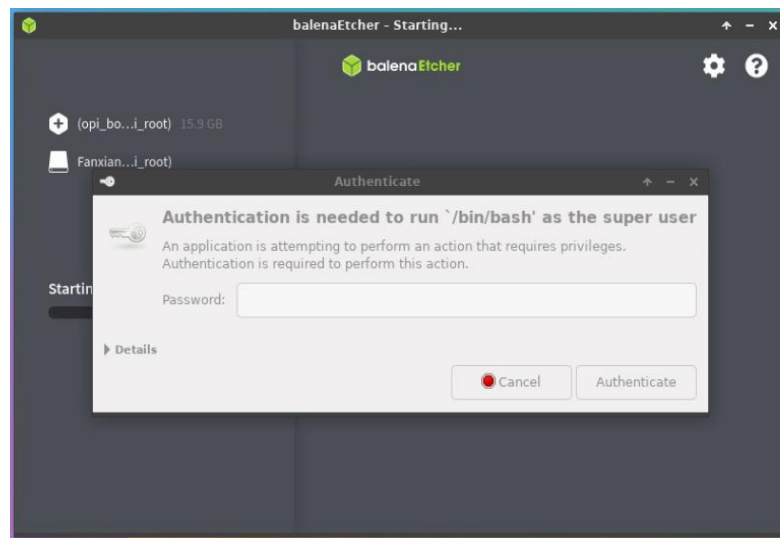 balenaEtcher - Starting...
balenaEtcher
(opi_bo...i_root) 15.9 GB
Fanxian...i_root)
Authenticate
Authentication is needed to run `/bin/bash' as the super user
An application is attempting to perform an action that requires privileges.
Authentication is required to perform this action.
Startin
Password:
Details
Cancel
Authenticate